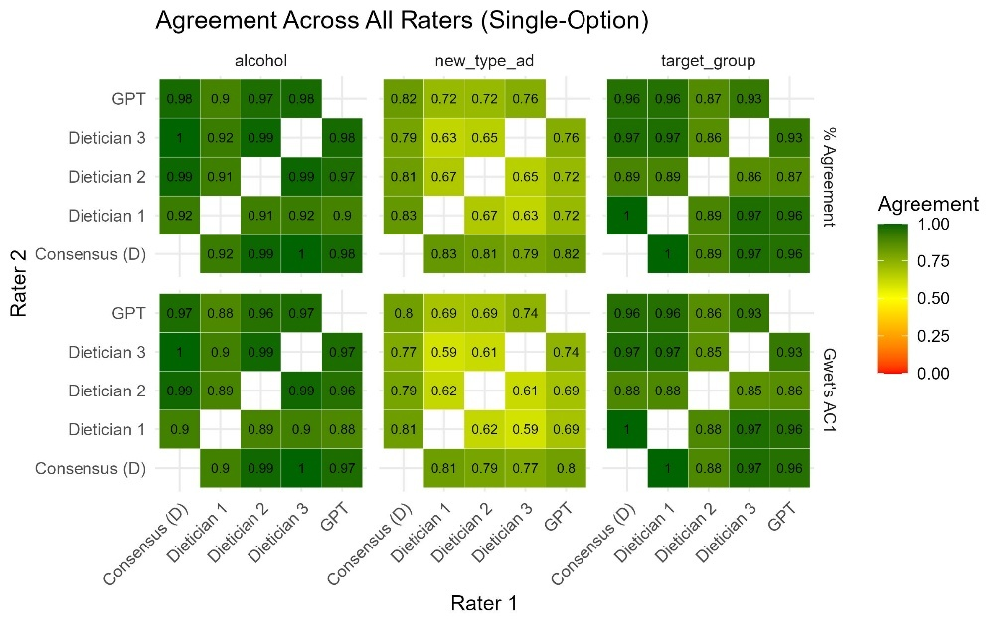 Agreement Across All Raters (Single-Option)
alcohol new_type_ad target_group
GPT 0.98 0.9 0.97 0.98 0.82 0.72 0.72 0.76 0.96 0.96 0.87 0.93
Dietician 3 1 0.92 0.99 0.98 0.79 0.63 0.65 0.76 0.97 0.97 0.86 0.93
Dietician 2 0.99 0.91 0.99 0.97 0.81 0.67 0.65 0.72 0.89 0.89 0.86 0.87
Dietician 1 0.92 0.91 0.92 0.9 0.83 0.67 0.63 0.72 1 0.89 0.97 0.96
Consensus (D) 0.92 0.99 1 0.98 0.83 0.81 0.79 0.82 1 0.89 0.97 0.96
% Agreement
GPT 0.97 0.88 0.96 0.97 0.8 0.69 0.69 0.74 0.96 0.96 0.86 0.93
Dietician 3 1 0.9 0.99 0.97 0.77 0.59 0.61 0.74 0.97 0.97 0.85 0.93
Dietician 2 0.99 0.89 0.99 0.96 0.79 0.62 0.61 0.69 0.88 0.88 0.85 0.86
Dietician 1 0.9 0.89 0.9 0.88 0.81 0.62 0.59 0.69 1 0.88 0.97 0.96
Consensus (D) 0.9 0.99 1 0.97 0.81 0.79 0.77 0.8 1 0.88 0.97 0.96
Gwet's AC1
Consensus (D) Dietician 1 Dietician 2 Dietician 3 GPT Consensus (D) Dietician 1 Dietician 2 Dietician 3 GPT Consensus (D) Dietician 1 Dietician 2 Dietician 3 GPT
Rater 1
Rater 2
Agreement
1.00
0.75
0.50
0.25
0.00